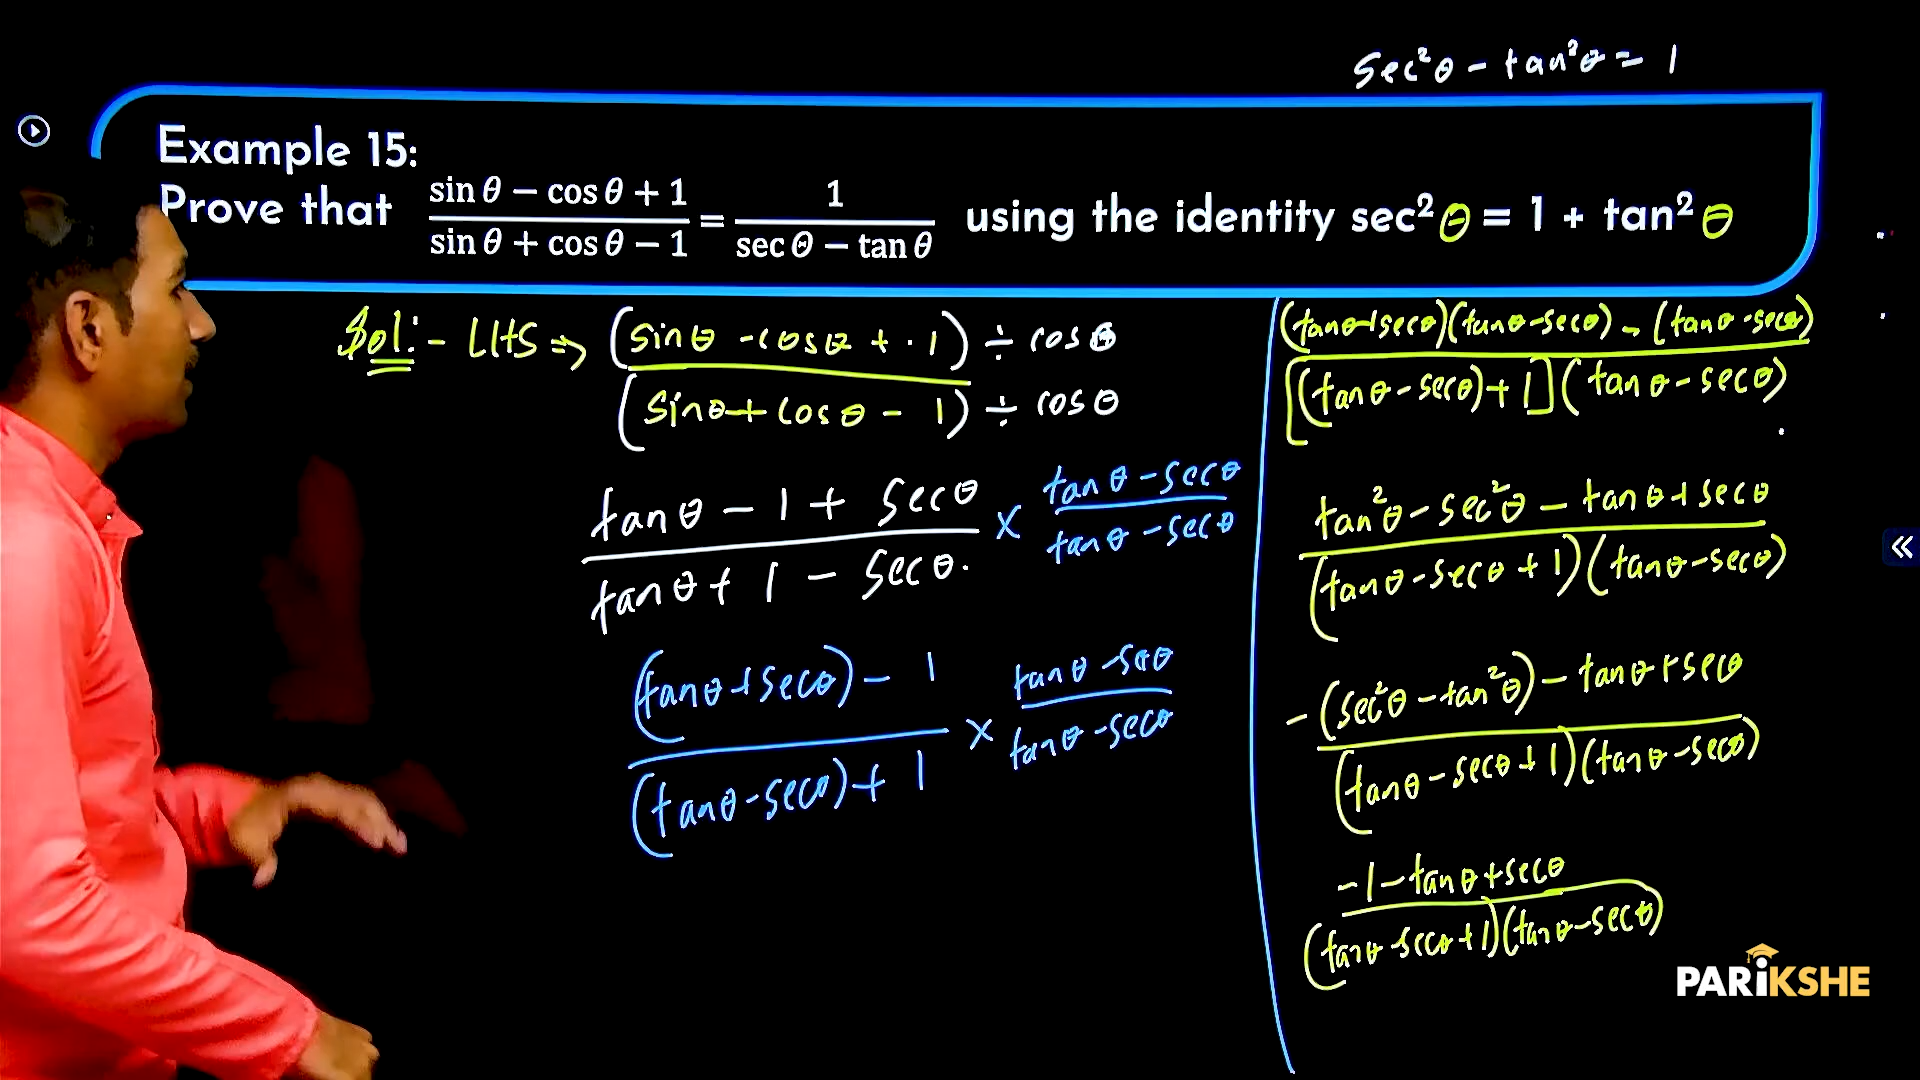 sec²θ - tan²θ = 1
Example 15:
Prove that (sin θ − cos θ + 1)/(sin θ + cos θ − 1) = 1/(sec θ − tan θ) using the identity sec² θ = 1 + tan² θ
Sol:- LHS ⇒ (sinθ - cosθ + 1) ÷ cosθ
(sinθ + cosθ - 1) ÷ cosθ
(tanθ - 1 + secθ)/(tanθ + 1 - secθ) × (tanθ - secθ)/(tanθ - secθ)
((tanθ + secθ) - 1)/((tanθ - secθ) + 1) × (tanθ - secθ)/(tanθ - secθ)
(tanθ + secθ)(tanθ - secθ) - (tanθ - secθ)
[(tanθ - secθ) + 1](tanθ - secθ)
tan²θ - sec²θ - tanθ + secθ
(tanθ - secθ + 1)(tanθ - secθ)
-(sec²θ - tan²θ) - tanθ + secθ
(tanθ - secθ + 1)(tanθ - secθ)
-1 - tanθ + secθ
(tanθ - secθ + 1)(tanθ - secθ)
PARiKSHE